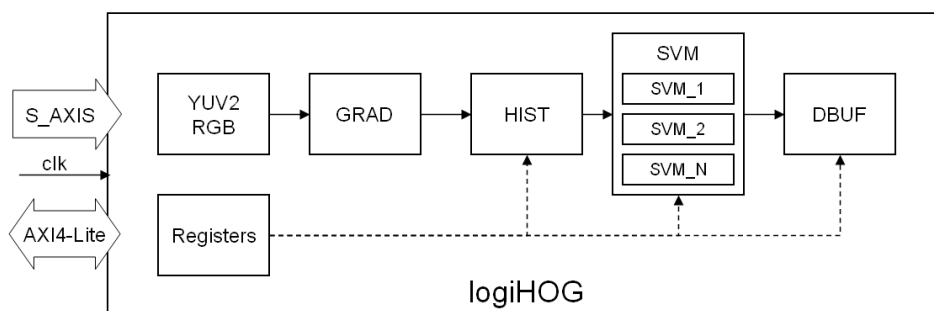 S_AXIS
clk
AXI4-Lite
YUV2
RGB
GRAD
HIST
SVM
SVM_1
SVM_2
SVM_N
DBUF
Registers
logiHOG